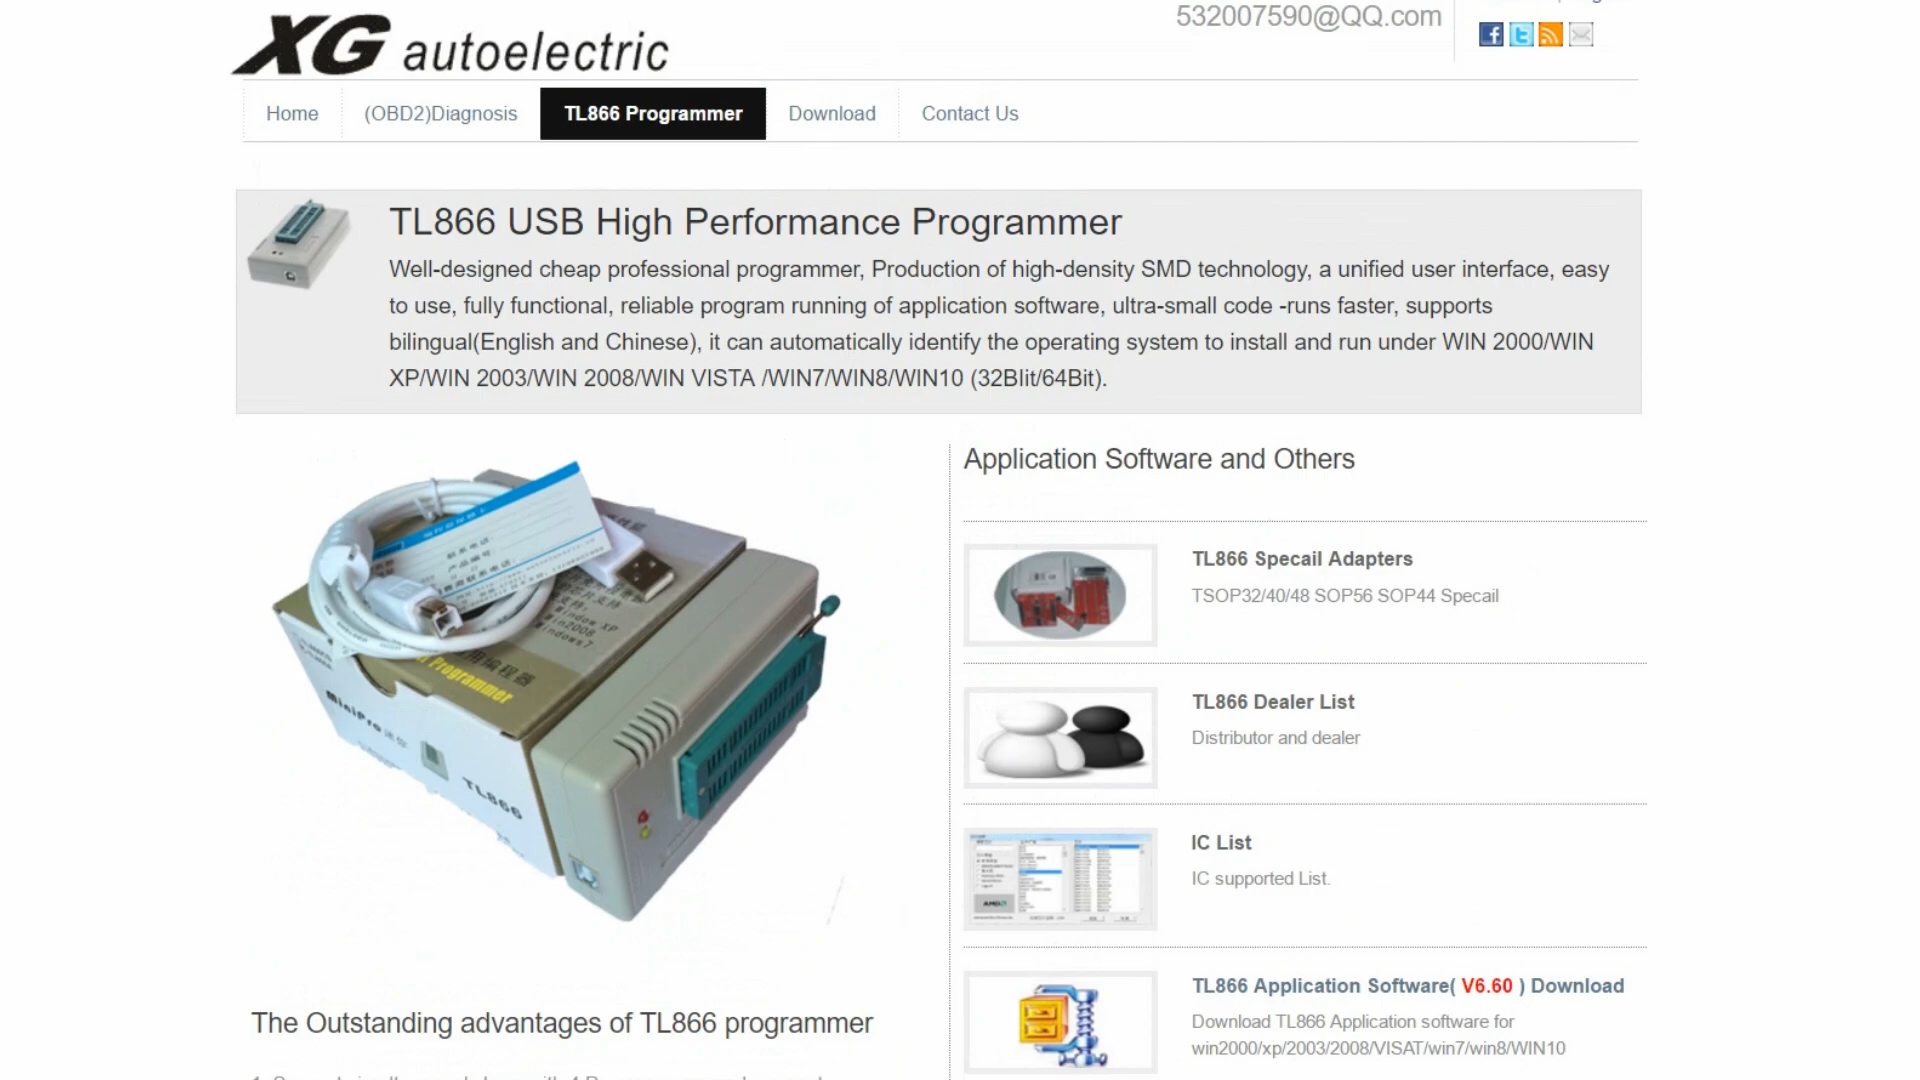 XG autoelectric
532007590@QQ.com
Home
(OBD2)Diagnosis
TL866 Programmer
Download
Contact Us
TL866 USB High Performance Programmer
Well-designed cheap professional programmer, Production of high-density SMD technology, a unified user interface, easy
to use, fully functional, reliable program running of application software, ultra-small code -runs faster, supports
bilingual(English and Chinese), it can automatically identify the operating system to install and run under WIN 2000/WIN
XP/WIN 2003/WIN 2008/WIN VISTA /WIN7/WIN8/WIN10 (32BIit/64Bit).
Programmer
MiniPro
TL866
The Outstanding advantages of TL866 programmer
Application Software and Others
TL866 Specail Adapters
TSOP32/40/48 SOP56 SOP44 Specail
TL866 Dealer List
Distributor and dealer
IC List
IC supported List.
AMD
TL866 Application Software( V6.60 ) Download
Download TL866 Application software for
win2000/xp/2003/2008/VISAT/win7/win8/WIN10